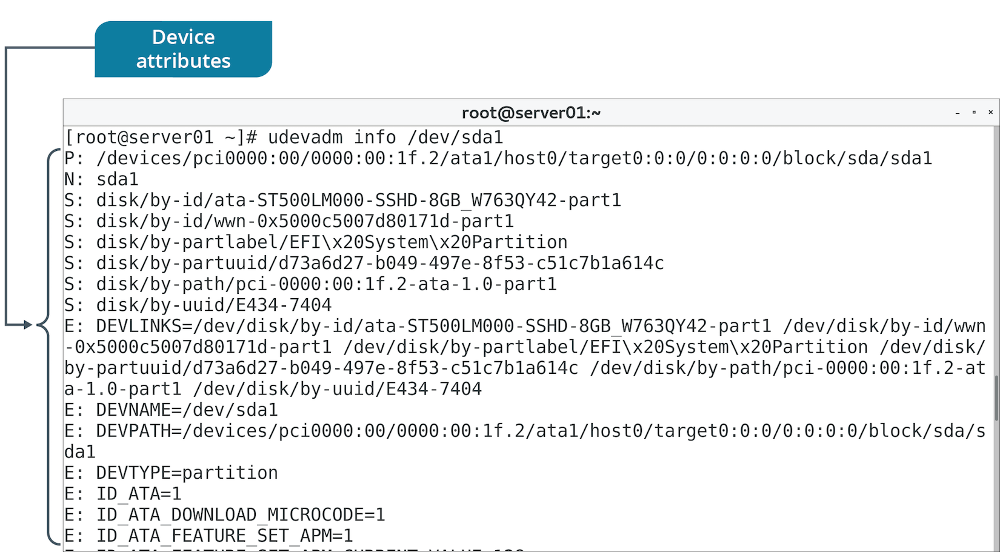 Device
attributes
root@server01:~
[root@server01 ~]# udevadm info /dev/sda1
P: /devices/pci0000:00/0000:00:1f.2/ata1/host0/target0:0:0/0:0:0:0/block/sda/sda1
N: sda1
S: disk/by-id/ata-ST500LM000-SSHD-8GB_W763QY42-part1
S: disk/by-id/wwn-0x5000c5007d80171d-part1
S: disk/by-partlabel/EFI\x20System\x20Partition
S: disk/by-partuuid/d73a6d27-b049-497e-8f53-c51c7b1a614c
S: disk/by-path/pci-0000:00:1f.2-ata-1.0-part1
S: disk/by-uuid/E434-7404
E: DEVLINKS=/dev/disk/by-id/ata-ST500LM000-SSHD-8GB_W763QY42-part1 /dev/disk/by-id/wwn
-0x5000c5007d80171d-part1 /dev/disk/by-partlabel/EFI\x20System\x20Partition /dev/disk/
by-partuuid/d73a6d27-b049-497e-8f53-c51c7b1a614c /dev/disk/by-path/pci-0000:00:1f.2-at
a-1.0-part1 /dev/disk/by-uuid/E434-7404
E: DEVNAME=/dev/sda1
E: DEVPATH=/devices/pci0000:00/0000:00:1f.2/ata1/host0/target0:0:0/0:0:0:0/block/sda/s
da1
E: DEVTYPE=partition
E: ID_ATA=1
E: ID_ATA_DOWNLOAD_MICROCODE=1
E: ID_ATA_FEATURE_SET_APM=1